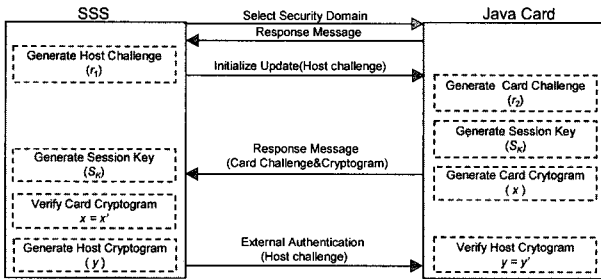 SSS
Select Security Domain
Java Card
Response Message
Generate Host Challenge
(r1)
Initialize Update(Host challenge)
Generate Card Challenge
(r2)
Generate Session Key
(SK)
Response Message
(Card Challenge&Cryptogram)
Generate Session Key
(SK)
Generate Card Crytogram
( x )
Verify Card Cryptogram
x = x'
Generate Host Cryptogram
( y )
External Authentication
(Host challenge)
Verify Host Crytogram
y = y'